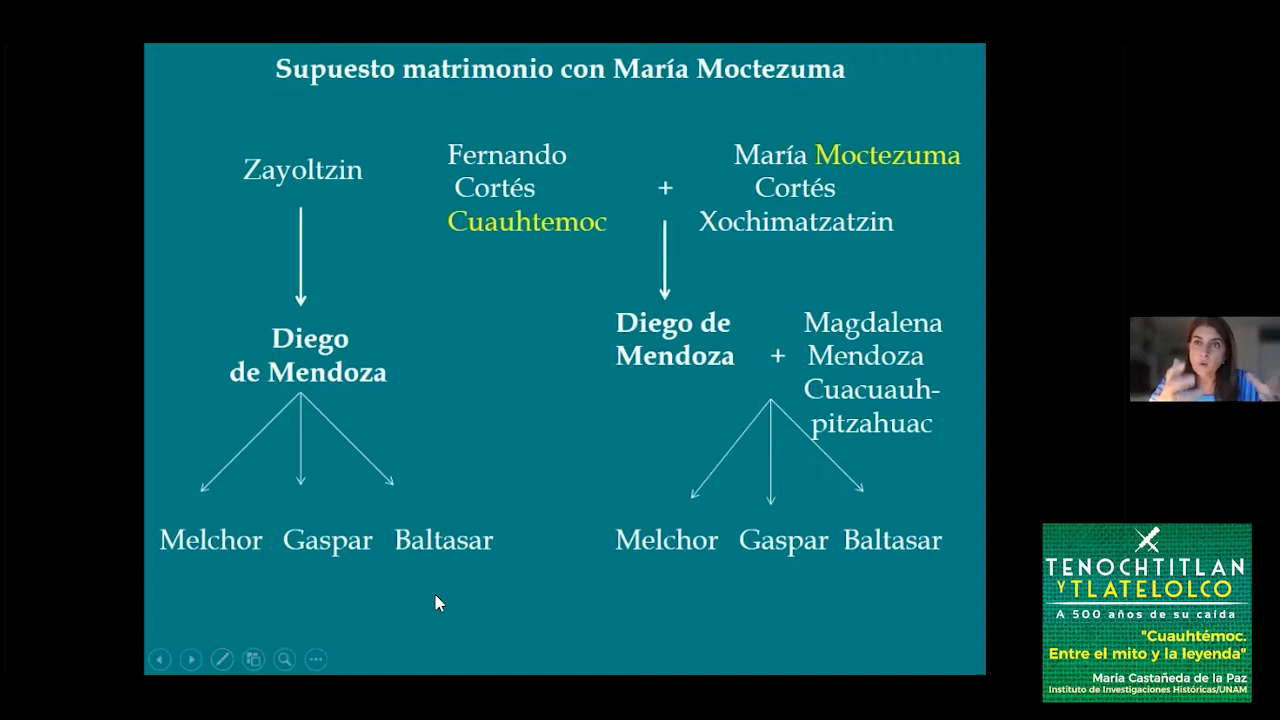 Supuesto matrimonio con María Moctezuma
Zayoltzin
Fernando
Cortés
Cuauhtemoc
+
María Moctezuma
Cortés
Xochimatzatzin
Diego
de Mendoza
Diego de
Mendoza
+
Magdalena
Mendoza
Cuacuauh-
pitzahuac
Melchor Gaspar Baltasar
Melchor Gaspar Baltasar
TENOCHTITLAN
Y TLATELOLCO
A 500 años de su caída
"Cuauhtémoc.
Entre el mito y la leyenda"
María Castañeda de la Paz
Instituto de Investigaciones Históricas/UNAM